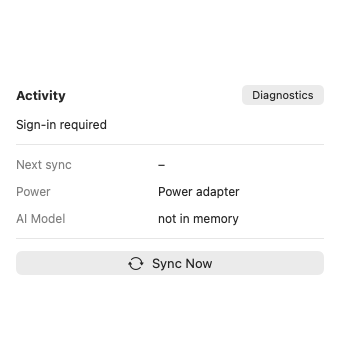 Activity Diagnostics
Sign-in required
Next sync –
Power Power adapter
AI Model not in memory
Sync Now